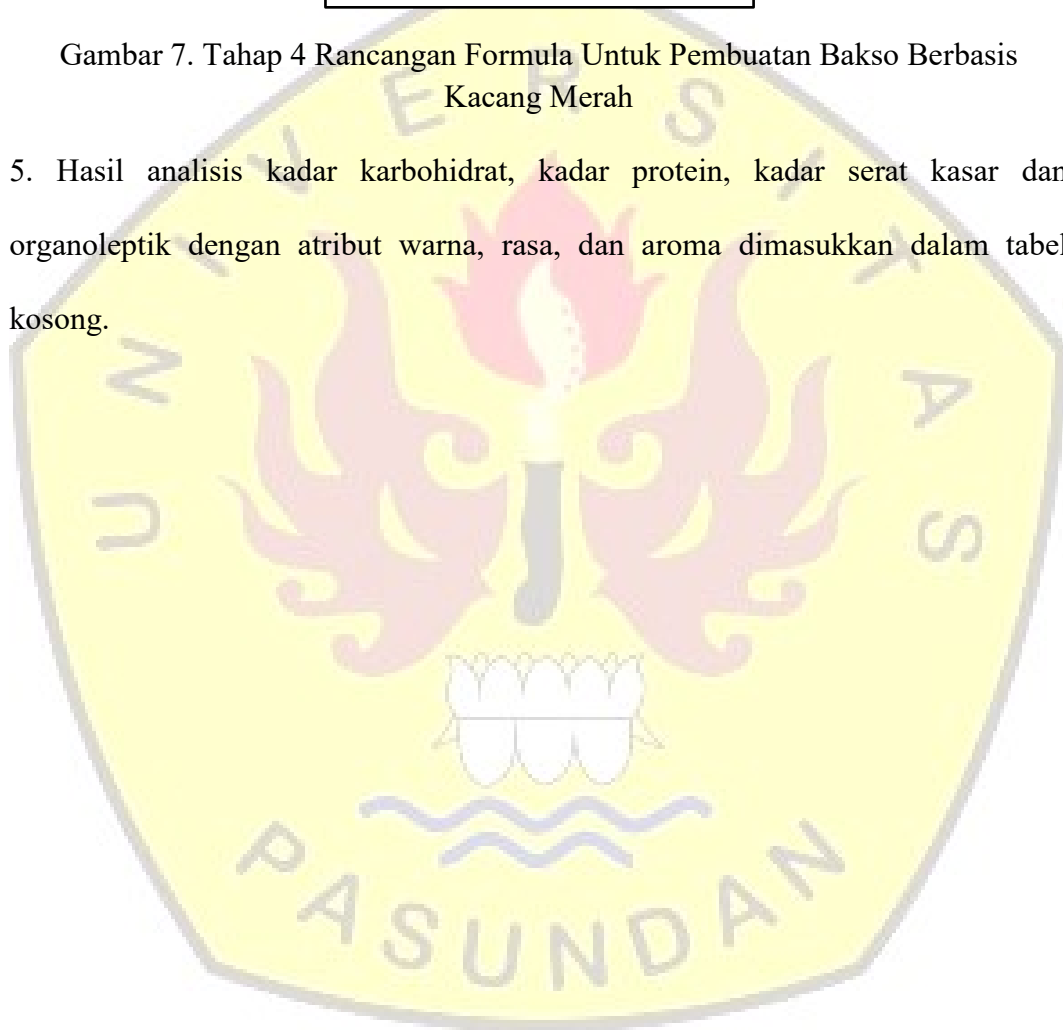 Gambar 7. Tahap 4 Rancangan Formula Untuk Pembuatan Bakso Berbasis
Kacang Merah
5. Hasil analisis kadar karbohidrat, kadar protein, kadar serat kasar dan
organoleptik dengan atribut warna, rasa, dan aroma dimasukkan dalam tabel
kosong.
UNIVERSITAS
PASUNDAN